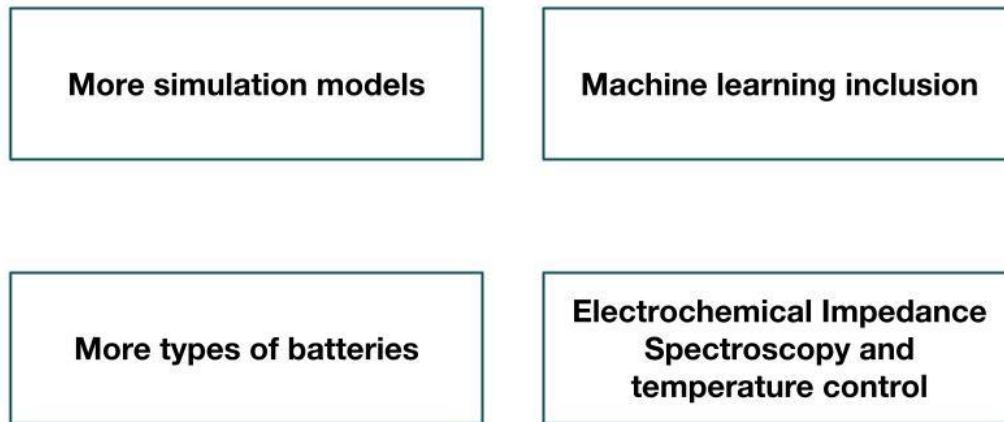 More simulation models
Machine learning inclusion
More types of batteries
Electrochemical Impedance
Spectroscopy and
temperature control